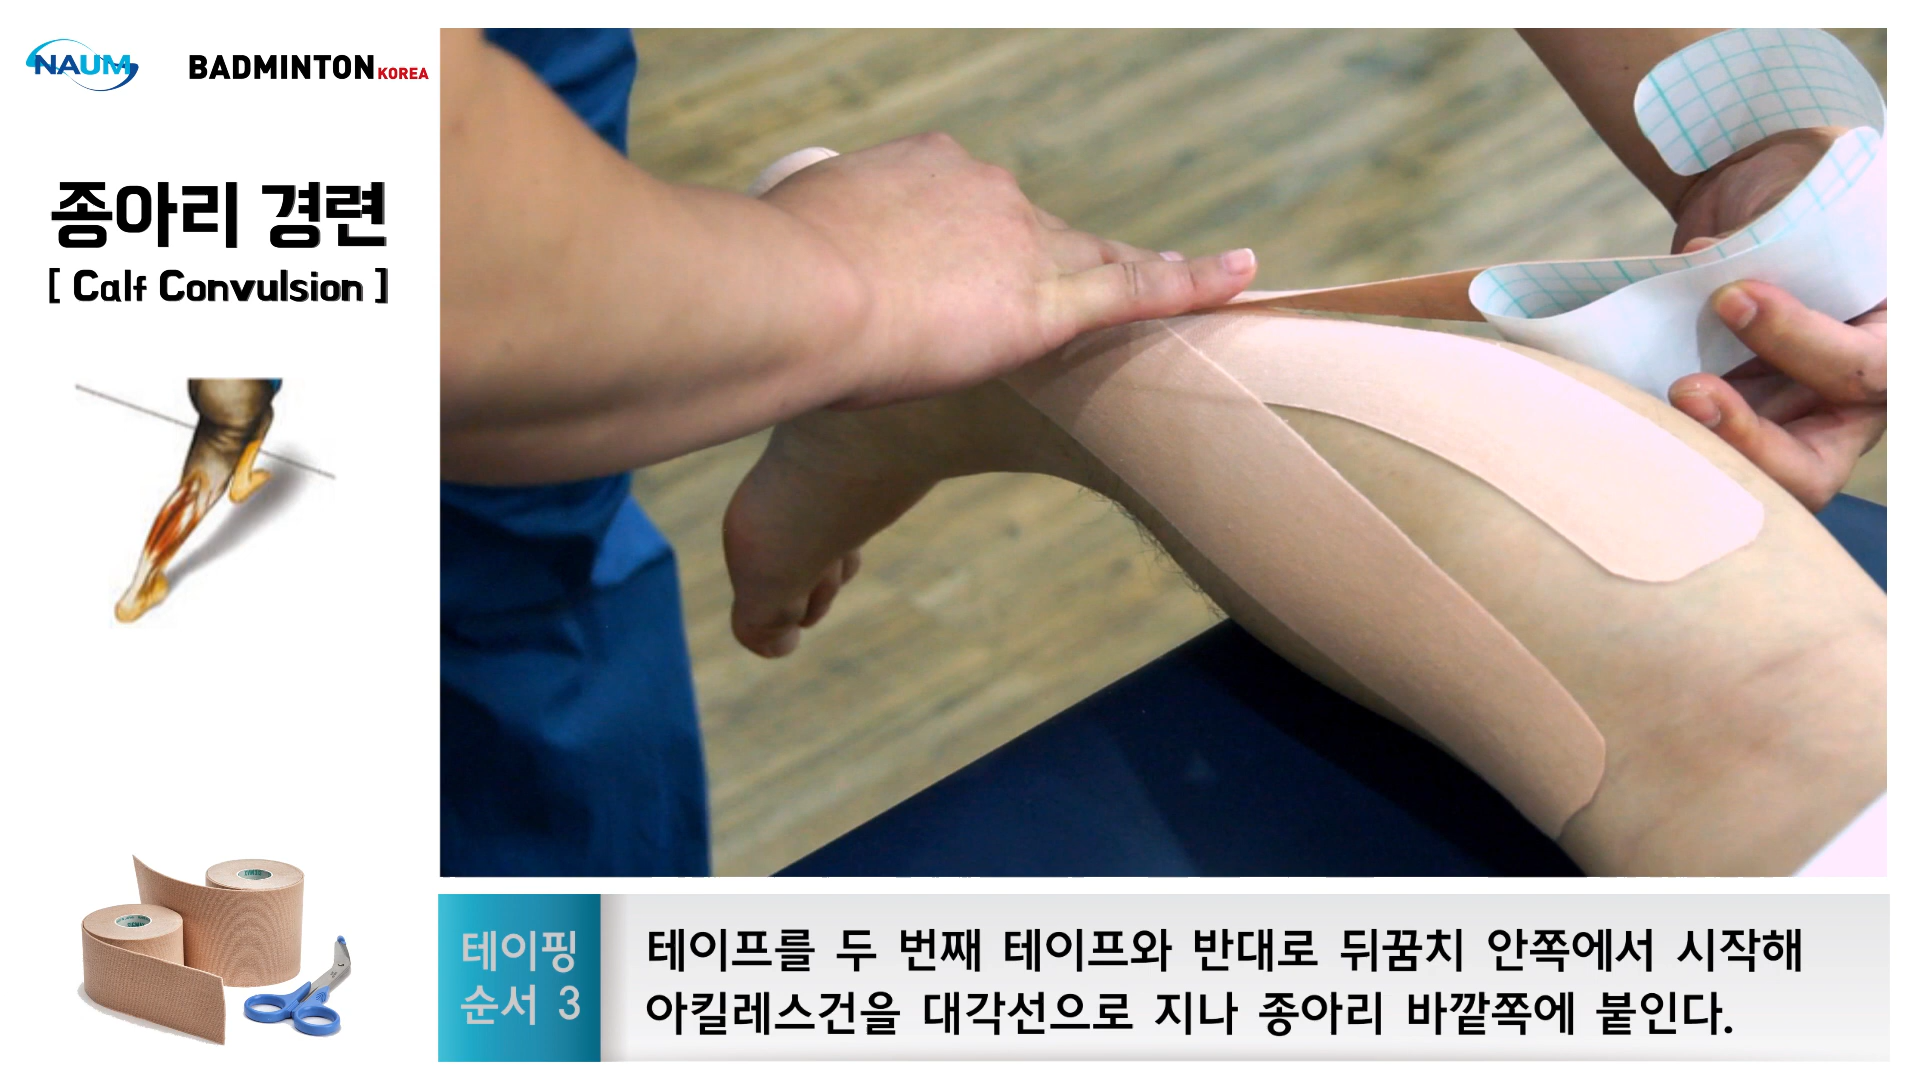 NAUM
BADMINTON KOREA
종아리 경련
[ Calf Convulsion ]
테이핑
순서 3
테이프를 두 번째 테이프와 반대로 뒤꿈치 안쪽에서 시작해
아킬레스건을 대각선으로 지나 종아리 바깥쪽에 붙인다.